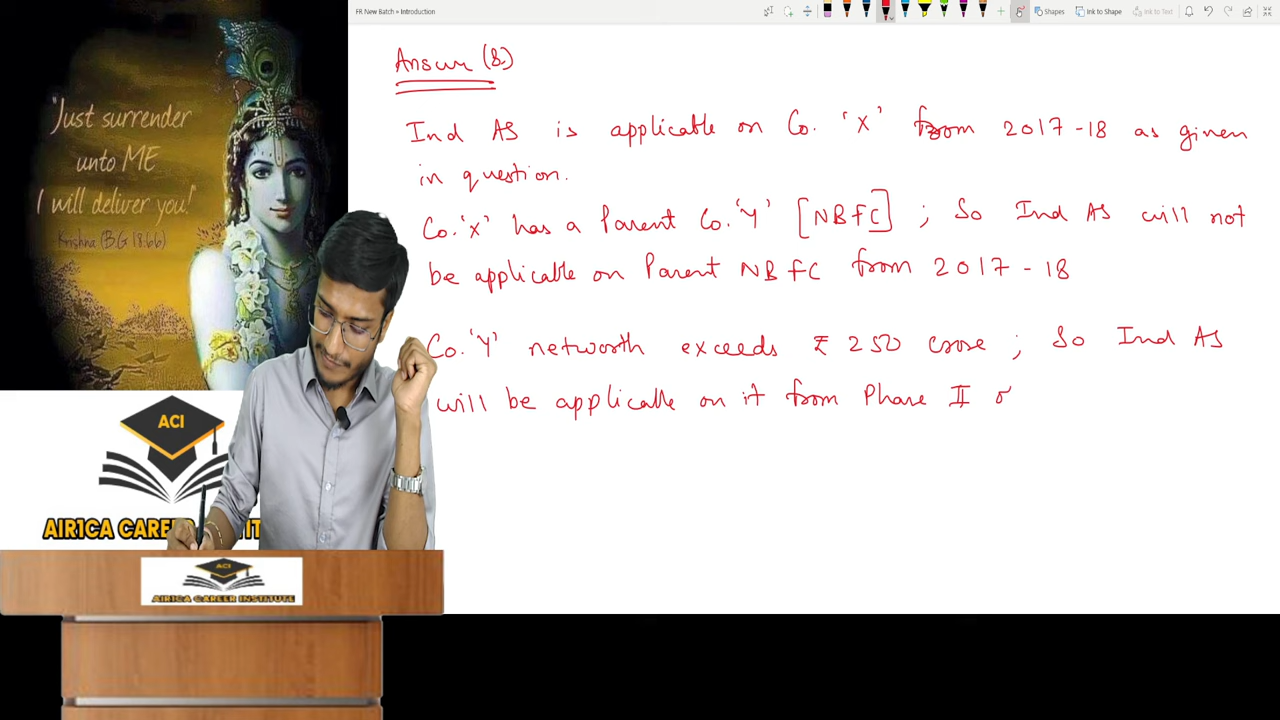 FR New Batch » Introduction
Shapes
Ink to Shape
Ink to Text
"Just surrender
unto ME
I will deliver you!"
Krishna (B.G 18.66)
ACI
AIR1CA CAREER
AIR1CA CAREER INSTITUTE
Answer (8.)
Ind AS is applicable on Co. 'X' from 2017-18 as given
in question.
Co. 'X' has a Parent Co. 'Y' [NBFC] ; So Ind AS will not
be applicable on Parent NBFC from 2017-18
Co. 'Y' networth exceeds ₹ 250 crore ; So Ind AS
will be applicable on it from Phase II